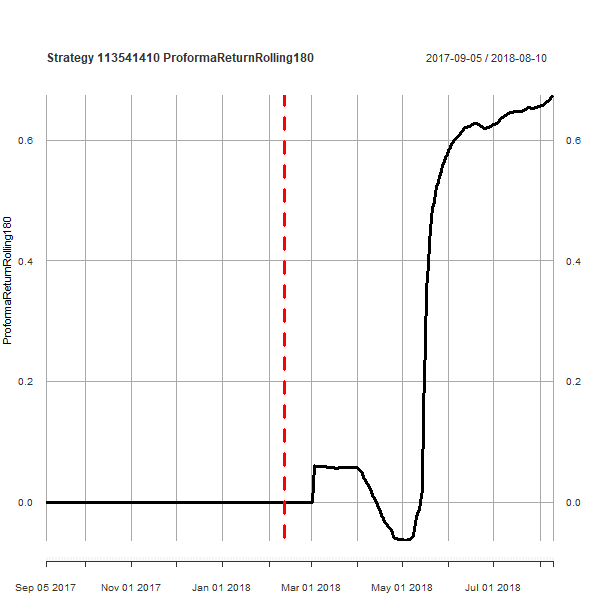 Strategy 113541410 ProformaReturnRolling180
2017-09-05 / 2018-08-10
ProformaReturnRolling180
0.6
0.4
0.2
0.0
0.6
0.4
0.2
0.0
Sep 05 2017
Nov 01 2017
Jan 01 2018
Mar 01 2018
May 01 2018
Jul 01 2018